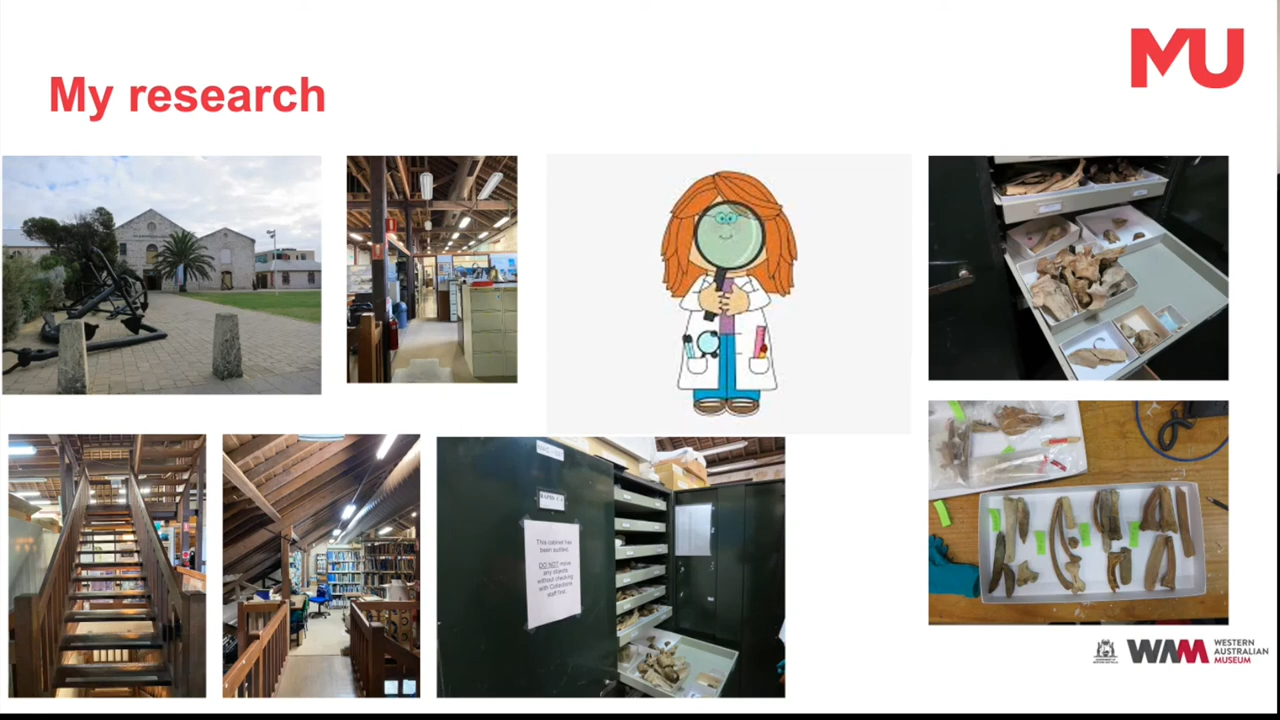 MU
My research
This cabinet has
been audited.
DO NOT move
any objects
without checking
with Collections
staff first.
WAM
WESTERN
AUSTRALIAN
MUSEUM